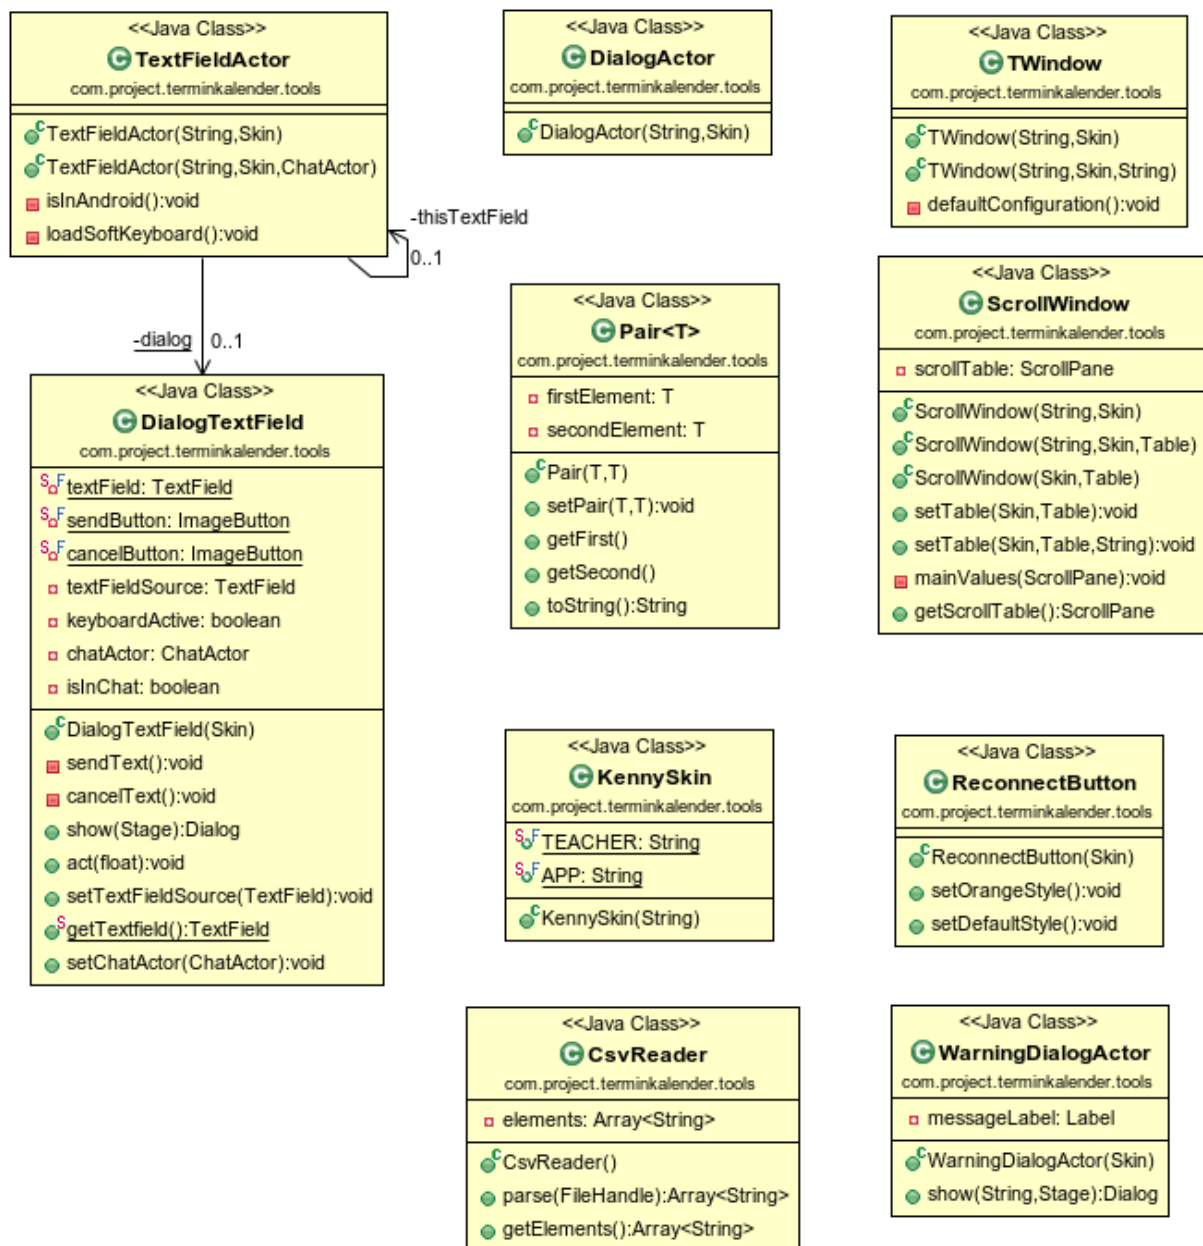 <<Java Class>>
TextFieldActor
com.project.terminkalender.tools
TextFieldActor(String,Skin)
TextFieldActor(String,Skin,ChatActor)
isInAndroid():void
loadSoftKeyboard():void
-thisTextField
0..1
-dialog
0..1
<<Java Class>>
DialogTextField
com.project.terminkalender.tools
textField: TextField
sendButton: ImageButton
cancelButton: ImageButton
textFieldSource: TextField
keyboardActive: boolean
chatActor: ChatActor
isInChat: boolean
DialogTextField(Skin)
sendText():void
cancelText():void
show(Stage):Dialog
act(float):void
setTextFieldSource(TextField):void
getTextfield():TextField
setChatActor(ChatActor):void
<<Java Class>>
DialogActor
com.project.terminkalender.tools
DialogActor(String,Skin)
<<Java Class>>
Pair<T>
com.project.terminkalender.tools
firstElement: T
secondElement: T
Pair(T,T)
setPair(T,T):void
getFirst()
getSecond()
toString():String
<<Java Class>>
KennySkin
com.project.terminkalender.tools
TEACHER: String
APP: String
KennySkin(String)
<<Java Class>>
CsvReader
com.project.terminkalender.tools
elements: Array<String>
CsvReader()
parse(FileHandle):Array<String>
getElements():Array<String>
<<Java Class>>
TWindow
com.project.terminkalender.tools
TWindow(String,Skin)
TWindow(String,Skin,String)
defaultConfiguration():void
<<Java Class>>
ScrollWindow
com.project.terminkalender.tools
scrollTable: ScrollPane
ScrollWindow(String,Skin)
ScrollWindow(String,Skin,Table)
ScrollWindow(Skin,Table)
setTable(Skin,Table):void
setTable(Skin,Table,String):void
mainValues(ScrollPane):void
getScrollTable():ScrollPane
<<Java Class>>
ReconnectButton
com.project.terminkalender.tools
ReconnectButton(Skin)
setOrangeStyle():void
setDefaultStyle():void
<<Java Class>>
WarningDialogActor
com.project.terminkalender.tools
messageLabel: Label
WarningDialogActor(Skin)
show(String,Stage):Dialog